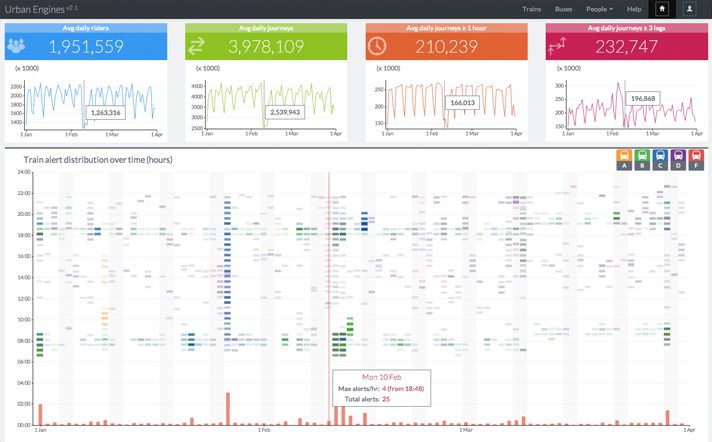 Urban Engines v2.1
Trains Buses People Help
Avg daily riders
1,951,559
(x 1000)
2200
2000
1800
1600
1400
1,263,316
1 Jan 1 Feb 1 Mar 1 Apr
Avg daily journeys
3,978,109
(x 1000)
4500
4000
3500
3000
2500
2,539,943
1 Jan 1 Feb 1 Mar 1 Apr
Avg daily journeys ≥ 1 hour
210,239
(x 1000)
250
200
150
166,013
1 Jan 1 Feb 1 Mar 1 Apr
Avg daily journeys ≥ 3 legs
232,747
(x 1000)
300
250
200
150
196,868
1 Jan 1 Feb 1 Mar 1 Apr
Train alert distribution over time (hours)
A B C D F
24:00
22:00
20:00
18:00
16:00
14:00
12:00
10:00
08:00
06:00
04:00
02:00
00:00
Mon 10 Feb
Max alerts/hr: 4 (from 18:48)
Total alerts: 25
1 Jan 1 Feb 1 Mar 1 Apr